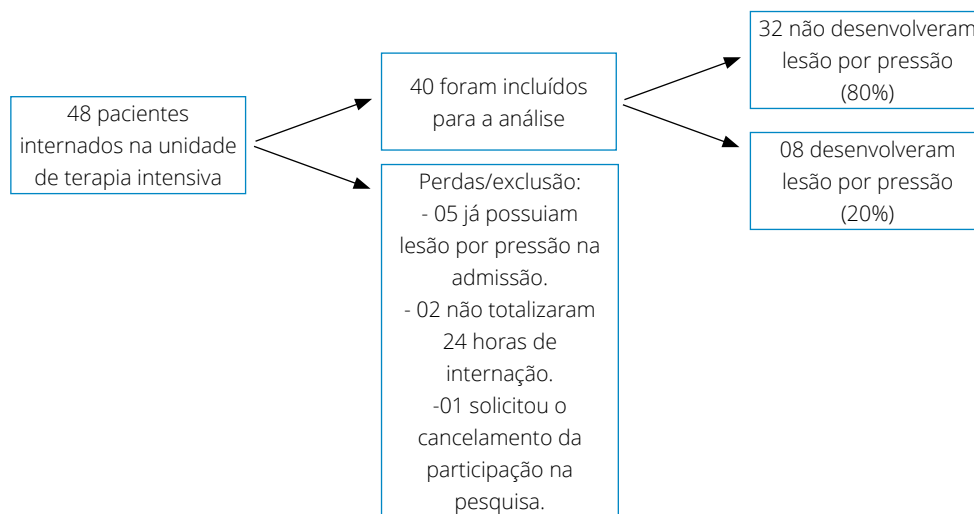 48 pacientes
internados na unidade
de terapia intensiva
40 foram incluídos
para a análise
Perdas/exclusão:
- 05 já possuiam
lesão por pressão na
admissão.
- 02 não totalizaram
24 horas de
internação.
-01 solicitou o
cancelamento da
participação na
pesquisa.
32 não desenvolveram
lesão por pressão
(80%)
08 desenvolveram
lesão por pressão
(20%)